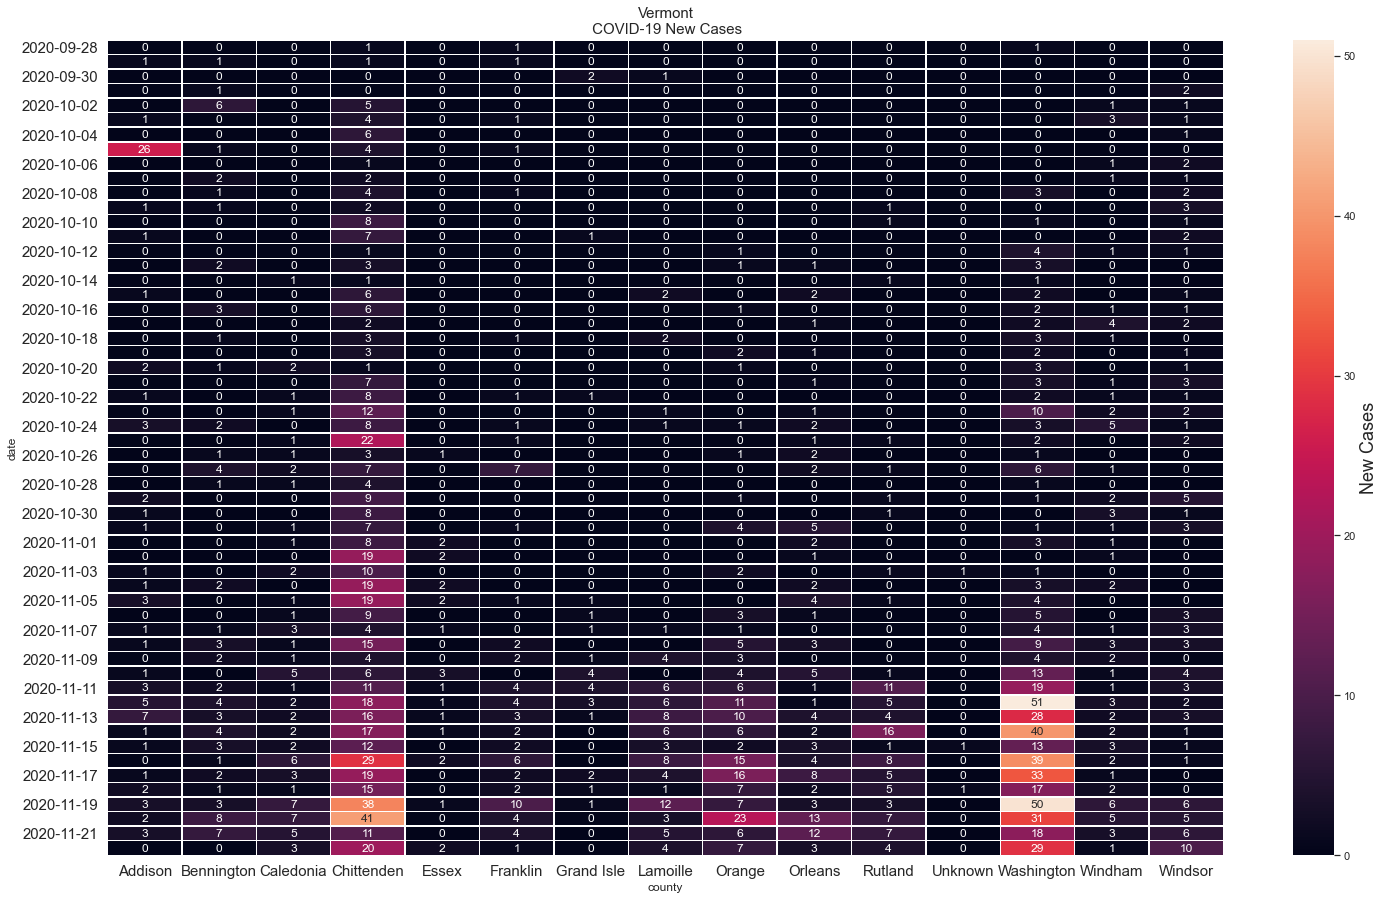 Vermont
COVID-19 New Cases
2020-09-28 0 0 0 1 0 1 0 0 0 0 0 0 1 0 0
1 1 0 1 0 1 0 0 0 0 0 0 0 0 0
2020-09-30 0 0 0 0 0 0 2 1 0 0 0 0 0 0 0
0 1 0 0 0 0 0 0 0 0 0 0 0 0 2
2020-10-02 0 6 0 5 0 0 0 0 0 0 0 0 0 1 1
1 0 0 4 0 1 0 0 0 0 0 0 0 3 1
2020-10-04 0 0 0 6 0 0 0 0 0 0 0 0 0 0 1
26 1 0 4 0 1 0 0 0 0 0 0 0 0 0
2020-10-06 0 0 0 1 0 0 0 0 0 0 0 0 0 1 2
0 2 0 2 0 0 0 0 0 0 0 0 0 1 1
2020-10-08 0 1 0 4 0 1 0 0 0 0 0 0 3 0 2
1 1 0 2 0 0 0 0 0 0 1 0 0 0 3
2020-10-10 0 0 0 8 0 0 0 0 0 0 1 0 1 0 1
1 0 0 7 0 0 1 0 0 0 0 0 0 0 2
2020-10-12 0 0 0 1 0 0 0 0 1 0 0 0 4 1 1
0 2 0 3 0 0 0 0 1 1 0 0 3 0 0
2020-10-14 0 0 1 1 0 0 0 0 0 0 1 0 1 0 0
1 0 0 6 0 0 0 2 0 2 0 0 2 0 1
2020-10-16 0 3 0 6 0 0 0 0 1 0 0 0 2 1 1
0 0 0 2 0 0 0 0 0 1 0 0 2 4 2
2020-10-18 0 1 0 3 0 1 0 2 0 0 0 0 3 1 0
0 0 0 3 0 0 0 0 2 1 0 0 2 0 1
2020-10-20 2 1 2 1 0 0 0 0 1 0 0 0 3 0 1
0 0 0 7 0 0 0 0 0 1 0 0 3 1 3
2020-10-22 1 0 1 8 0 1 1 0 0 0 0 0 2 1 1
0 0 1 12 0 0 0 1 0 1 0 0 10 2 2
2020-10-24 3 2 0 8 0 1 0 1 1 2 0 0 3 5 1
0 0 1 22 0 1 0 0 0 1 1 0 2 0 2
2020-10-26 0 1 1 3 1 0 0 0 1 2 0 0 1 0 0
0 4 2 7 0 7 0 0 0 2 1 0 6 1 0
2020-10-28 0 1 1 4 0 0 0 0 0 0 0 0 1 0 0
2 0 0 9 0 0 0 0 1 0 1 0 1 2 5
2020-10-30 1 0 0 8 0 0 0 0 0 0 1 0 0 3 1
1 0 1 7 0 1 0 0 4 5 0 0 1 1 3
2020-11-01 0 0 1 8 2 0 0 0 0 2 0 0 3 1 0
0 0 0 19 2 0 0 0 0 1 0 0 0 1 0
2020-11-03 1 0 2 10 0 0 0 0 2 0 1 1 1 0 0
1 2 0 19 2 0 0 0 0 2 0 0 3 2 0
2020-11-05 3 0 1 19 2 1 1 0 0 4 1 0 4 0 0
0 0 1 9 0 0 1 0 3 1 0 0 5 0 3
2020-11-07 1 1 3 4 1 0 1 1 1 0 0 0 4 1 3
1 3 1 15 0 2 0 0 5 3 0 0 9 3 3
2020-11-09 0 2 1 4 0 2 1 4 3 0 0 0 4 2 0
1 0 5 6 3 0 4 0 4 5 1 0 13 1 4
2020-11-11 3 2 1 11 1 4 4 6 6 1 11 0 19 1 3
5 4 2 18 1 4 3 6 11 1 5 0 51 3 2
2020-11-13 7 3 2 16 1 3 1 8 10 4 4 0 28 2 3
1 4 2 17 1 2 0 6 6 2 16 0 40 2 1
2020-11-15 1 3 2 12 0 2 0 3 2 3 1 1 13 3 1
0 1 6 29 2 6 0 8 15 4 8 0 39 2 1
2020-11-17 1 2 3 19 0 2 2 4 16 8 5 0 33 1 0
2 1 1 15 0 2 1 1 7 2 5 1 17 2 0
2020-11-19 3 3 7 38 1 10 1 12 7 3 3 0 50 6 6
2 8 7 41 0 4 0 3 23 13 7 0 31 5 5
2020-11-21 3 7 5 11 0 4 0 5 6 12 7 0 18 3 6
0 0 3 20 2 1 0 4 7 3 4 0 29 1 10
Addison Bennington Caledonia Chittenden Essex Franklin Grand Isle Lamoille Orange Orleans Rutland Unknown Washington Windham Windsor
county
date
50
40
30
20
10
0
New Cases